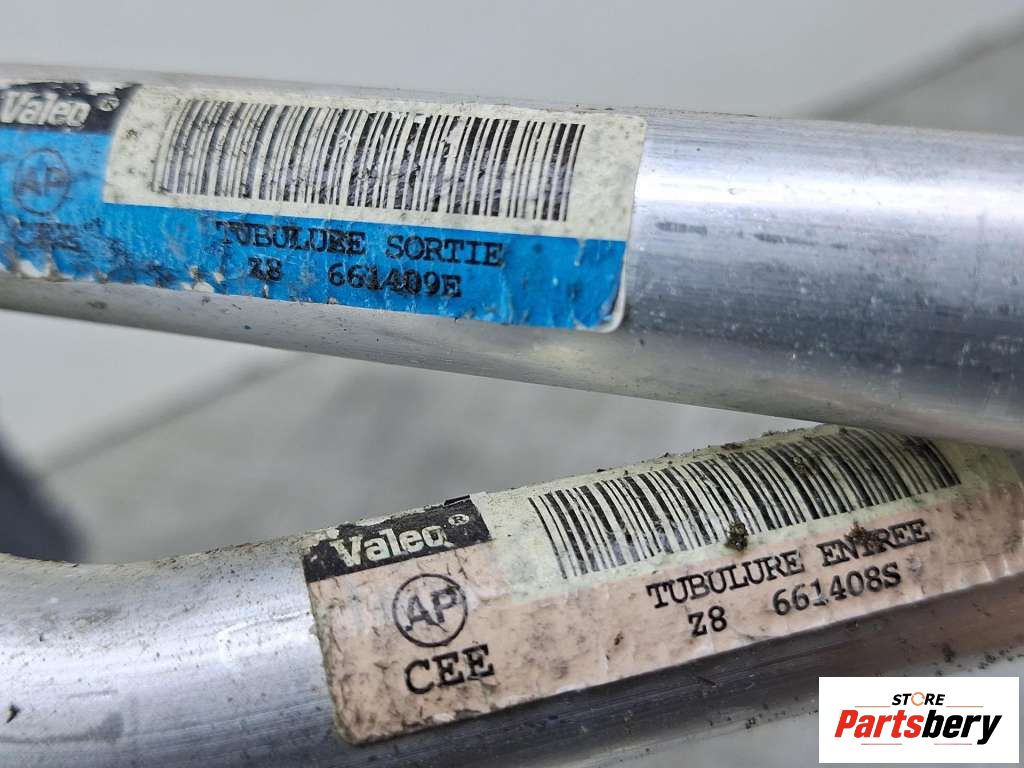 Valeo®
AP
CEE
TUBULURE SORTIE
Z8 661409E
Valeo®
AP
CEE
TUBULURE ENTREE
Z8 661408S
STORE
Partsbery